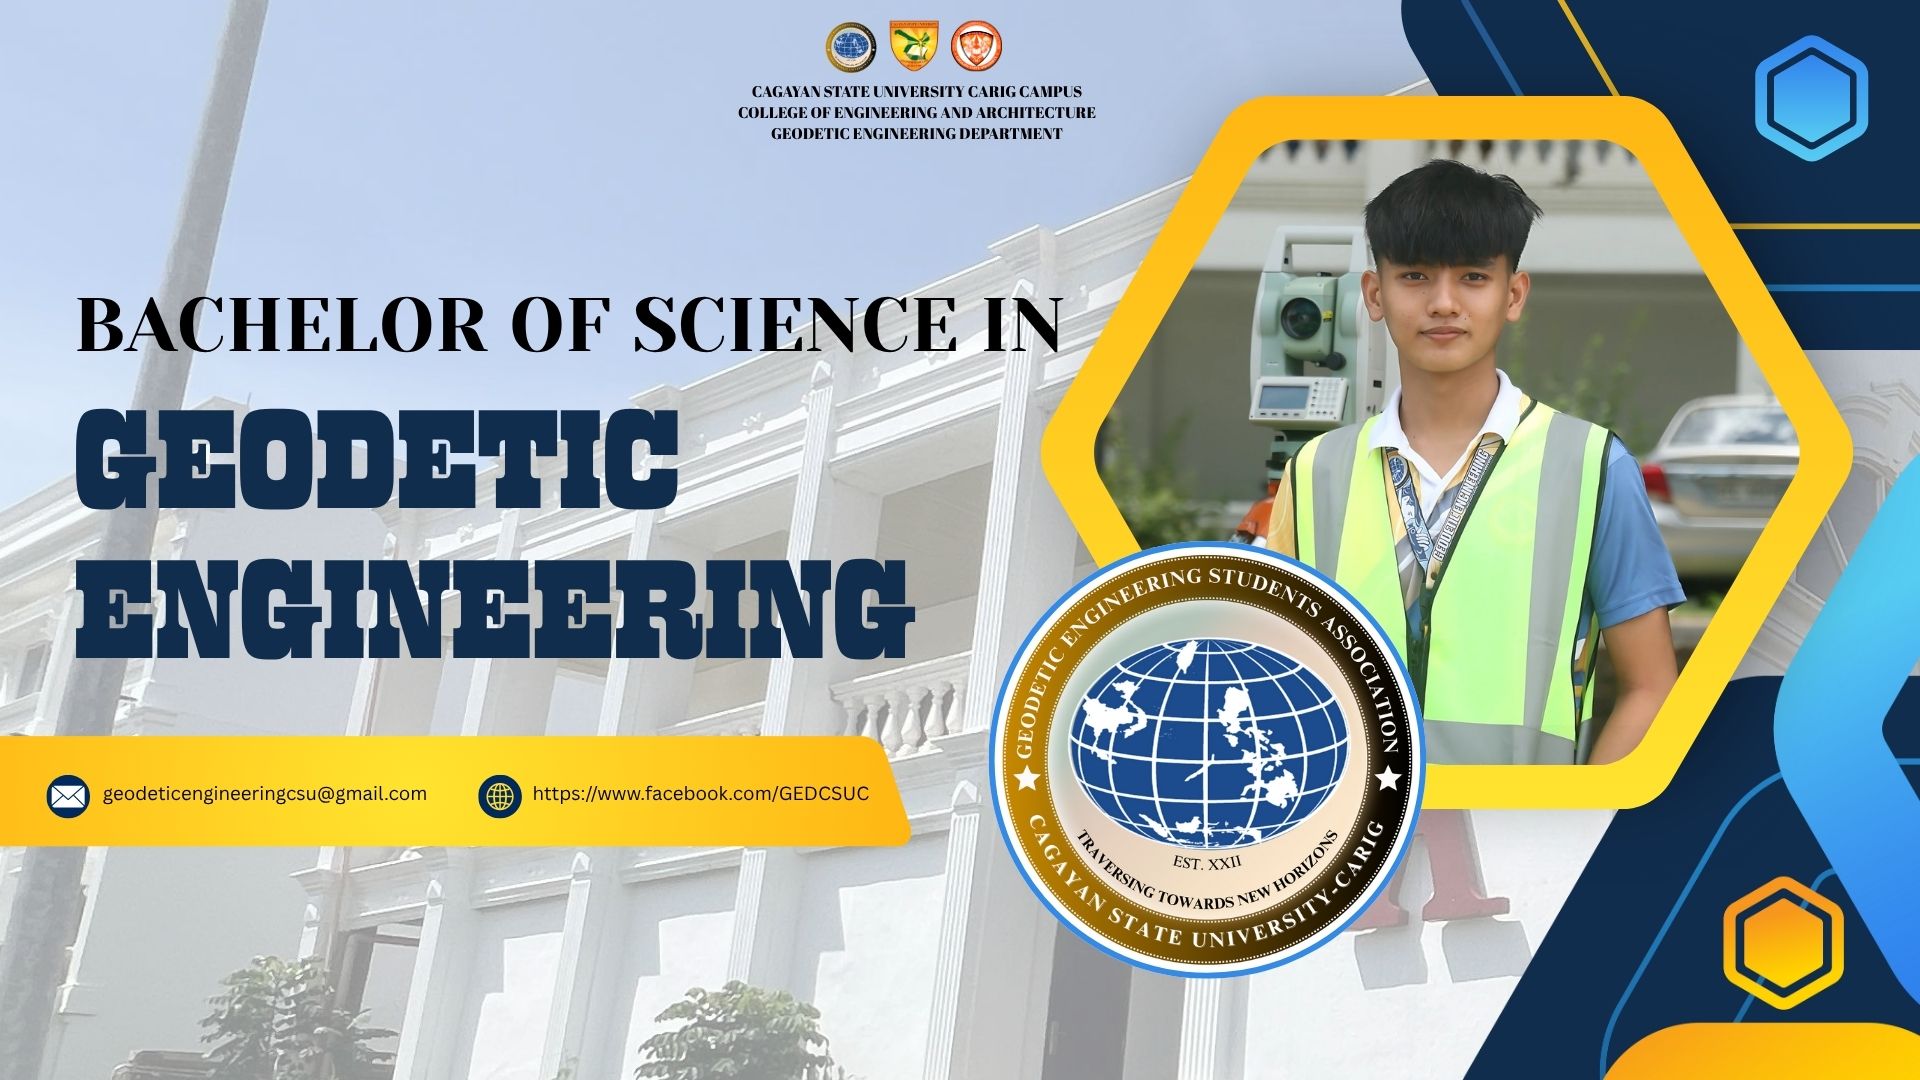 CAGAYAN STATE UNIVERSITY CARIG CAMPUS
COLLEGE OF ENGINEERING AND ARCHITECTURE
GEODETIC ENGINEERING DEPARTMENT
BACHELOR OF SCIENCE IN
GEODETIC
ENGINEERING
geodeticengineeringcsu@gmail.com
https://www.facebook.com/GEDCSUC
GEODETIC ENGINEERING
GEODETIC ENGINEERING STUDENTS ASSOCIATION
EST. XXII
TRAVERSING TOWARDS NEW HORIZONS
CAGAYAN STATE UNIVERSITY-CARIG